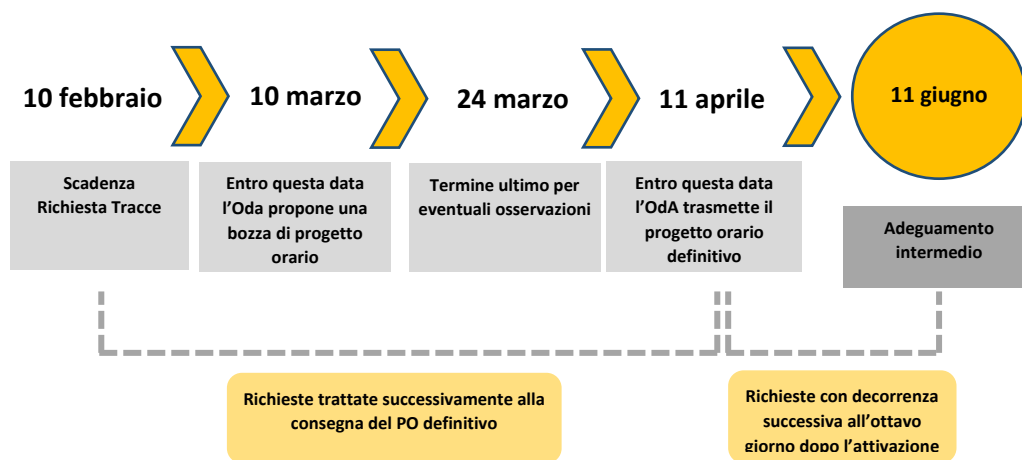 10 febbraio
10 marzo
24 marzo
11 aprile
11 giugno
Scadenza
Richiesta Tracce
Entro questa data
l'Oda propone una
bozza di progetto
orario
Termine ultimo per
eventuali osservazioni
Entro questa data
l'OdA trasmette il
progetto orario
definitivo
Adeguamento
intermedio
Richieste trattate successivamente alla
consegna del PO definitivo
Richieste con decorrenza
successiva all'ottavo
giorno dopo l'attivazione